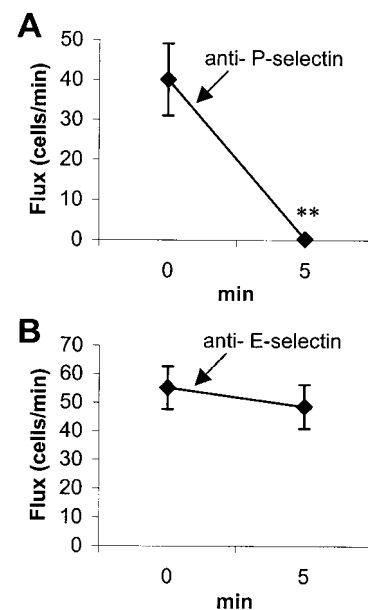 A
50
40
30
20
10
0
Flux (cells/min)
anti- P-selectin
**
0
5
min
B
70
60
50
40
30
20
10
0
Flux (cells/min)
anti- E-selectin
0
5
min